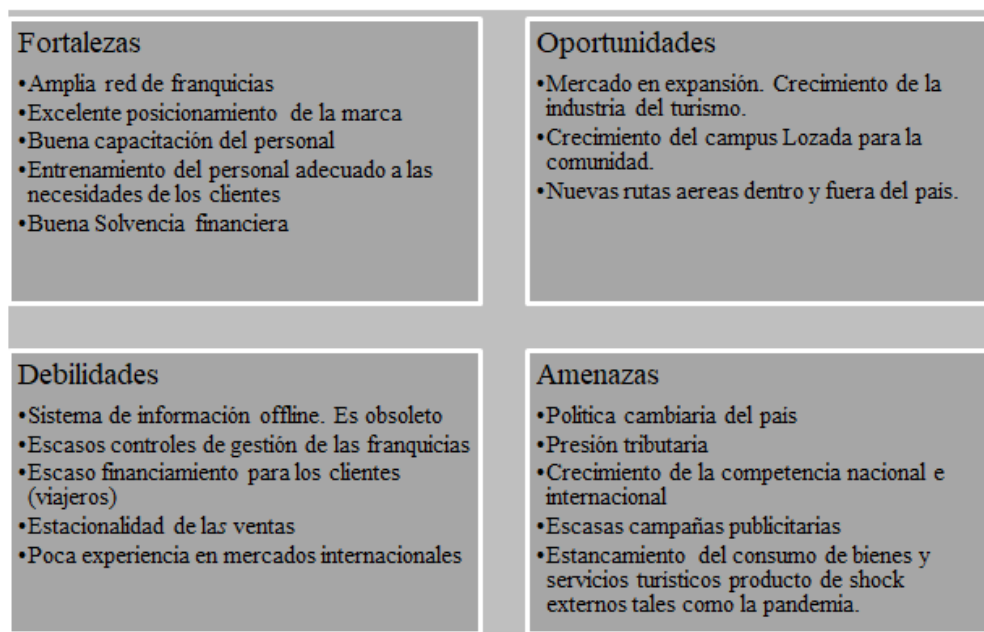 Fortalezas
•Amplia red de franquicias
•Excelente posicionamiento de la marca
•Buena capacitación del personal
•Entrenamiento del personal adecuado a las
necesidades de los clientes
•Buena Solvencia financiera
Oportunidades
•Mercado en expansión. Crecimiento de la
industria del turismo.
•Crecimiento del campus Lozada para la
comunidad.
•Nuevas rutas aereas dentro y fuera del pais.
Debilidades
•Sistema de información offline. Es obsoleto
•Escasos controles de gestión de las franquicias
•Escaso financiamiento para los clientes
(viajeros)
•Estacionalidad de las ventas
•Poca experiencia en mercados internacionales
Amenazas
•Política cambiaria del país
•Presión tributaria
•Crecimiento de la competencia nacional e
internacional
•Escasas campañas publicitarias
•Estancamiento del consumo de bienes y
servicios turísticos producto de shock
externos tales como la pandemia.